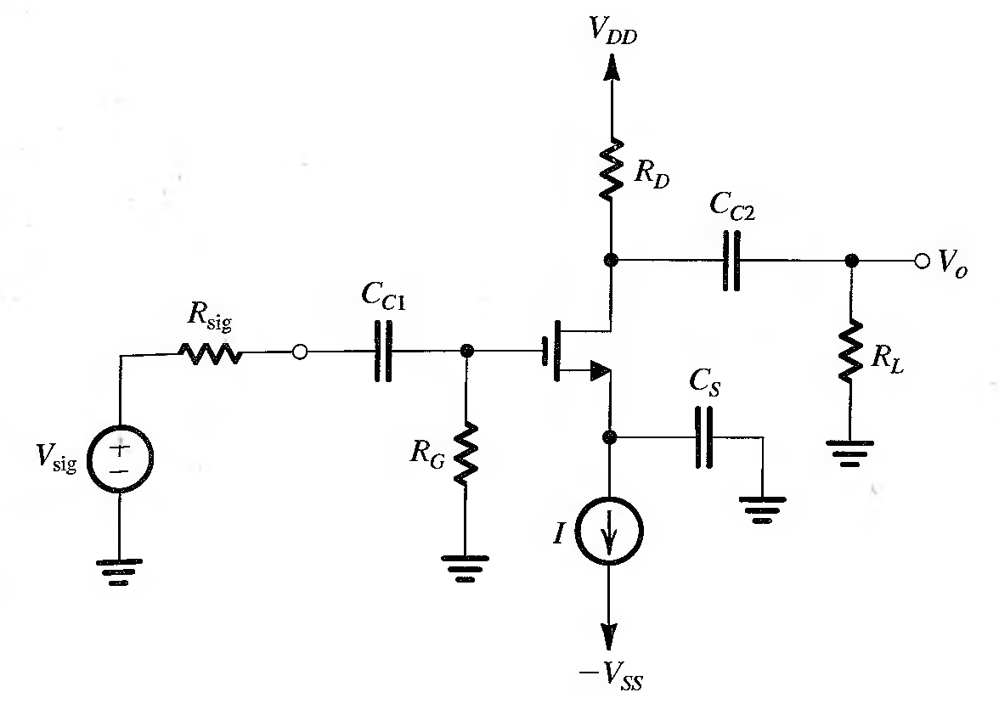 V_DD
R_D
C_C2
V_o
C_C1
R_sig
R_L
C_S
V_sig
+
−
R_G
I
−V_SS